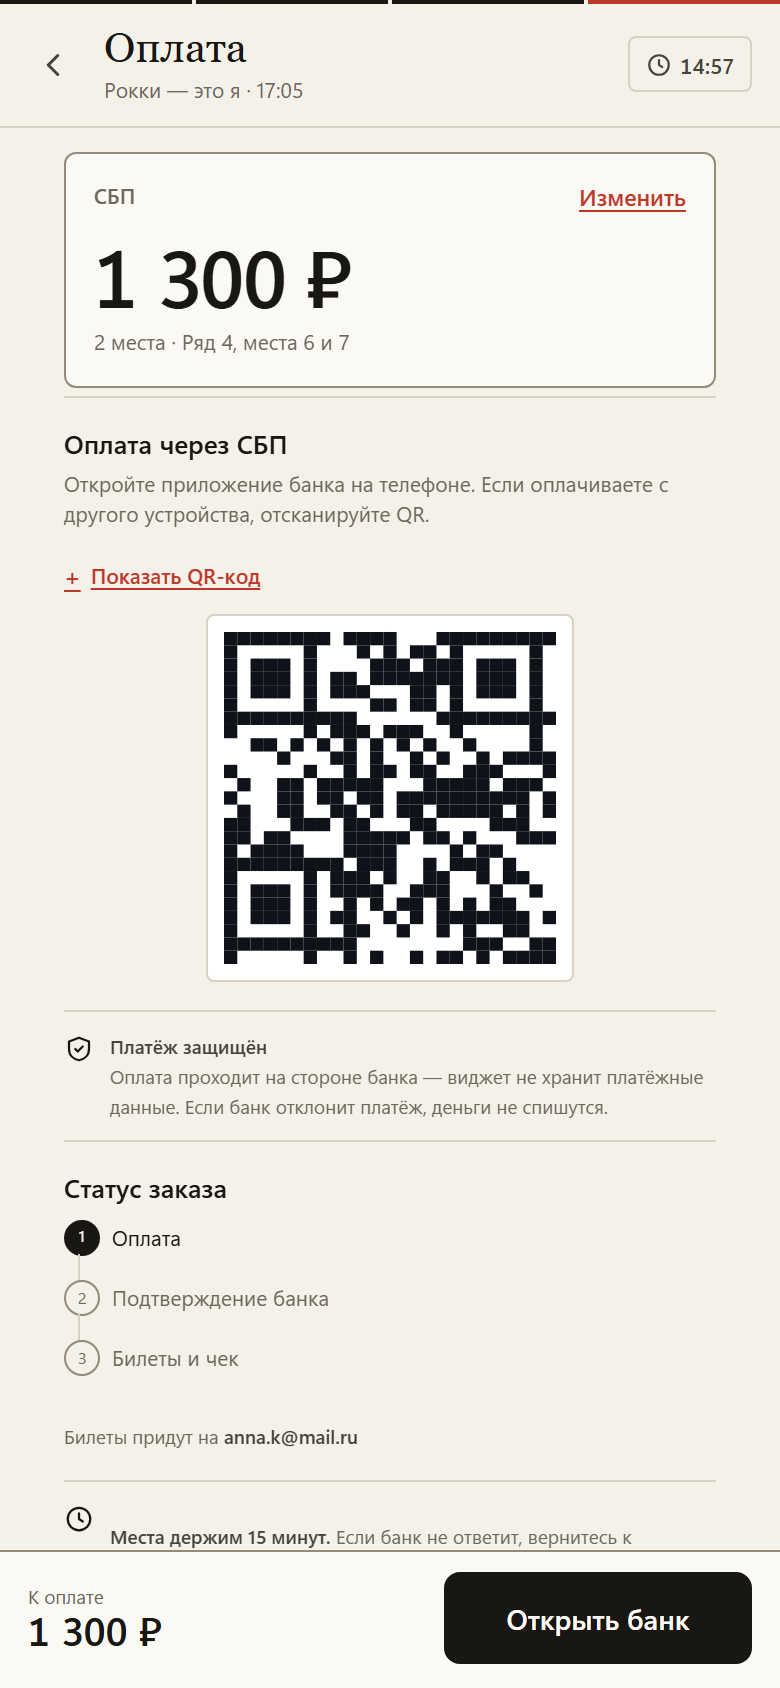 Оплата
Рокки — это я · 17:05
14:57
СБП
Изменить
1 300 ₽
2 места · Ряд 4, места 6 и 7
Оплата через СБП
Откройте приложение банка на телефоне. Если оплачиваете с
другого устройства, отсканируйте QR.
+ Показать QR-код
Платёж защищён
Оплата проходит на стороне банка — виджет не хранит платёжные
данные. Если банк отклонит платёж, деньги не спишутся.
Статус заказа
1 Оплата
2 Подтверждение банка
3 Билеты и чек
Билеты придут на anna.k@mail.ru
Места держим 15 минут. Если банк не ответит, вернитесь к
К оплате
1 300 ₽
Открыть банк